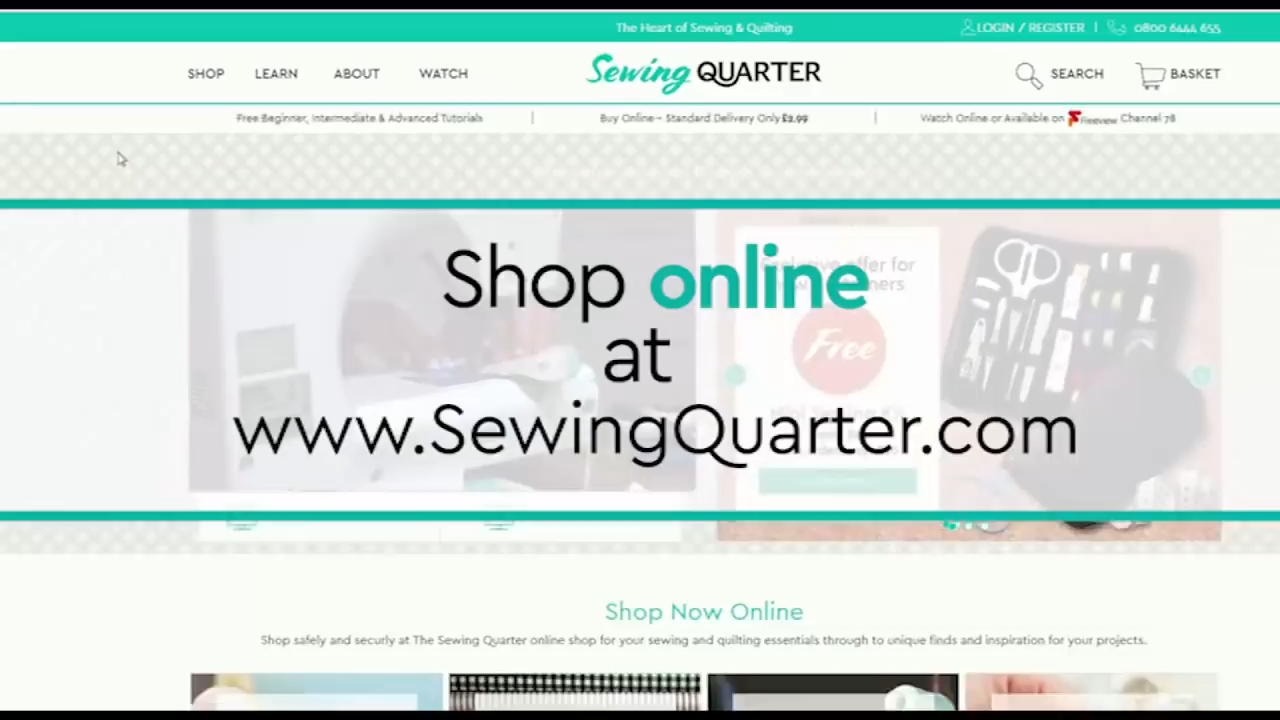 The Heart of Sewing & Quilting
LOGIN / REGISTER | 0800 6444 655
SHOP LEARN ABOUT WATCH
Sewing QUARTER
SEARCH BASKET
Free Beginner, Intermediate & Advanced Tutorials | Buy Online - Standard Delivery Only £2.99 | Watch Online or Available on Freeview Channel 78
Exclusive offer for
Free
Shop online
at
www.SewingQuarter.com
Shop Now Online
Shop safely and securly at The Sewing Quarter online shop for your sewing and quilting essentials through to unique finds and inspiration for your projects.